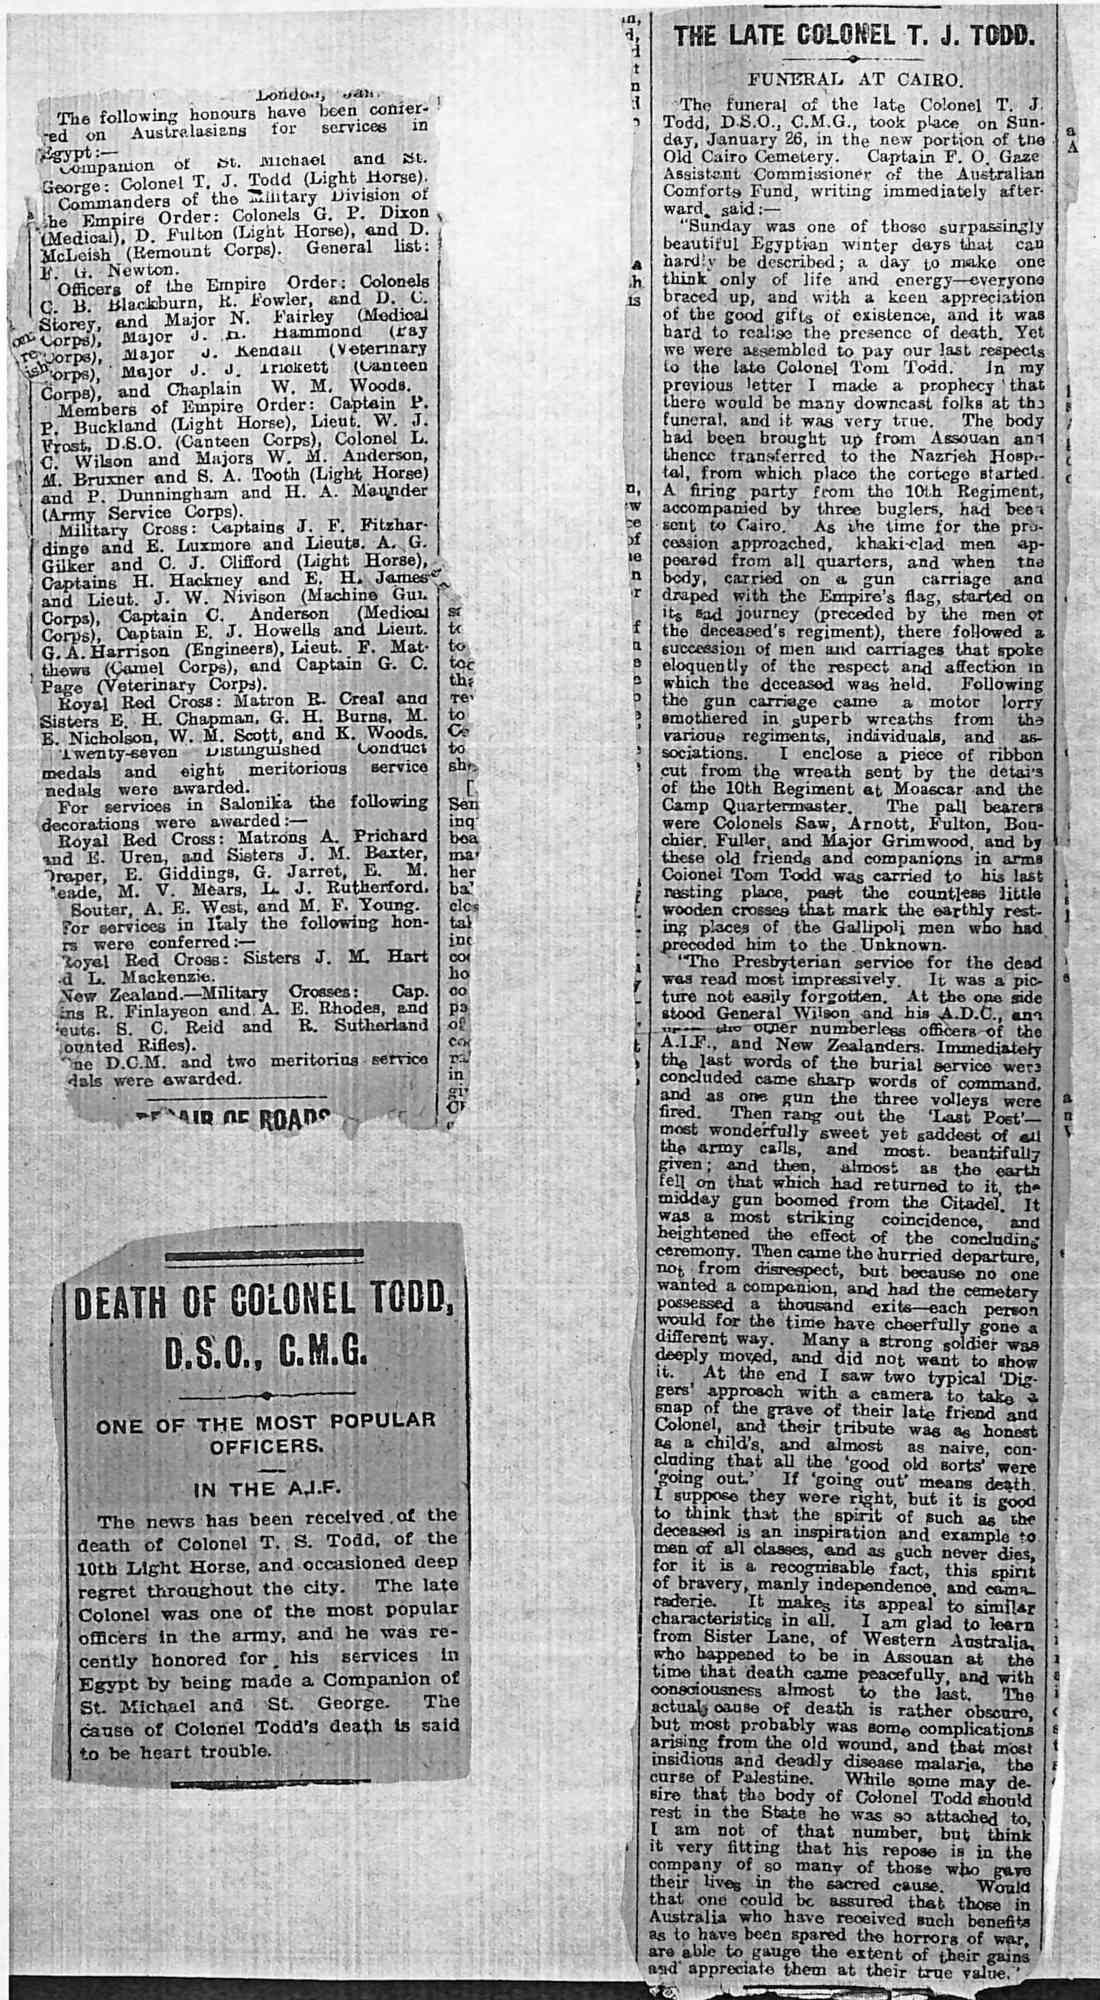 London, Jan.
The following honours have been confer-
red on Australasians for services in
Egypt:—
Companion of St. Michael and St.
George: Colonel T. J. Todd (Light Horse).
Commanders of the Military Division of
the Empire Order: Colonels G. P. Dixon
(Medical), D. Fulton (Light Horse), and D.
McLeish (Remount Corps). General list:
F. G. Newton.
Officers of the Empire Order: Colonels
C. B. Blackburn, R. Fowler, and D. C.
Storey, and Major N. Fairley (Medical
Corps), Major J. H. Hammond (Pay
Corps), Major J. Kendall (Veterinary
Corps), Major J. J. Trickett (Canteen
Corps), and Chaplain W. M. Woods.
Members of Empire Order: Captain P.
P. Buckland (Light Horse), Lieut. W. J.
Frost, D.S.O. (Canteen Corps), Colonel L.
C. Wilson and Majors W. M. Anderson,
M. Bruxner and S. A. Tooth (Light Horse)
and P. Dunningham and H. A. Maunder
(Army Service Corps).
Military Cross: Captains J. F. Fitzhar-
dinge and E. Luxmore and Lieuts. A. G.
Gilker and C. J. Clifford (Light Horse),
Captains H. Hackney and E. H. James
and Lieut. J. W. Nivison (Machine Gun
Corps), Captain C. Anderson (Medical
Corps), Captain E. J. Howells and Lieut.
G. A. Harrison (Engineers), Lieut. F. Mat-
thews (Camel Corps), and Captain G. C.
Page (Veterinary Corps).
Royal Red Cross: Matron R. Creal and
Sisters E. H. Chapman, G. H. Burns, M.
E. Nicholson, W. M. Scott, and K. Woods.
Twenty-seven Distinguished Conduct
medals and eight meritorious service
medals were awarded.
For services in Salonika the following
decorations were awarded:—
Royal Red Cross: Matrons A. Prichard
and E. Uren, and Sisters J. M. Baxter,
Draper, E. Giddings, G. Jarret, E. M.
eade, M. V. Mears, L. J. Rutherford,
Souter, A. E. West, and M. F. Young.
For services in Italy the following hon-
rs were conferred:—
Royal Red Cross: Sisters J. M. Hart
d L. Mackenzie.
New Zealand.—Military Crosses: Cap.
ins R. Finlayson and A. E. Rhodes, and
euts. S. C. Reid and R. Sutherland
ounted Rifles).
ne D.C.M. and two meritorius service
dals were awarded.
AIR OF ROADS
DEATH OF COLONEL TODD,
D.S.O., C.M.G.
ONE OF THE MOST POPULAR
OFFICERS.
IN THE A.I.F.
The news has been received of the
death of Colonel T. S. Todd, of the
10th Light Horse, and occasioned deep
regret throughout the city. The late
Colonel was one of the most popular
officers in the army, and he was re-
cently honored for his services in
Egypt by being made a Companion of
St. Michael and St. George. The
cause of Colonel Todd's death is said
to be heart trouble.
THE LATE COLONEL T. J. TODD.
FUNERAL AT CAIRO.
The funeral of the late Colonel T. J.
Todd, D.S.O., C.M.G., took place on Sun-
day, January 26, in the new portion of the
Old Cairo Cemetery. Captain F. O. Gaze
Assistant Commissioner of the Australian
Comforts Fund, writing immediately after-
ward, said:—
"Sunday was one of those surpassingly
beautiful Egyptian winter days that can
hardly be described; a day to make one
think only of life and energy—everyone
braced up, and with a keen appreciation
of the good gifts of existence, and it was
hard to realise the presence of death. Yet
we were assembled to pay our last respects
to the late Colonel Tom Todd. In my
previous letter I made a prophecy that
there would be many downcast folks at the
funeral, and it was very true. The body
had been brought up from Assouan and
thence transferred to the Nazrieh Hospi-
tal, from which place the cortege started.
A firing party from the 10th Regiment,
accompanied by three buglers, had been
sent to Cairo. As the time for the pro-
cession approached, khaki-clad men ap-
peared from all quarters, and when the
body, carried on a gun carriage and
draped with the Empire's flag, started on
its sad journey (preceded by the men of
the deceased's regiment), there followed a
succession of men and carriages that spoke
eloquently of the respect and affection in
which the deceased was held. Following
the gun carriage came a motor lorry
smothered in superb wreaths from the
various regiments, individuals, and as-
sociations. I enclose a piece of ribbon
cut from the wreath sent by the details
of the 10th Regiment at Moascar and the
Camp Quartermaster. The pall bearers
were Colonels Saw, Arnott, Fulton, Bou-
chier, Fuller, and Major Grimwood, and by
these old friends and companions in arms
Colonel Tom Todd was carried to his last
resting place, past the countless little
wooden crosses that mark the earthly rest-
ing places of the Gallipoli men who had
preceded him to the Unknown.
"The Presbyterian service for the dead
was read most impressively. It was a pic-
ture not easily forgotten. At the one side
stood General Wilson and his A.D.C., and
the other numberless officers of the
A.I.F., and New Zealanders. Immediately
the last words of the burial service were
concluded came sharp words of command,
and as one gun the three volleys were
fired. Then rang out the 'Last Post'—
most wonderfully sweet yet saddest of all
the army calls, and most beautifully
given; and then, almost as the earth
fell on that which had returned to it, the
midday gun boomed from the Citadel. It
was a most striking coincidence, and
heightened the effect of the concluding
ceremony. Then came the hurried departure,
not from disrespect, but because no one
wanted a companion, and had the cemetery
possessed a thousand exits—each person
would for the time have cheerfully gone a
different way. Many a strong soldier was
deeply moved, and did not want to show
it. At the end I saw two typical 'Dig-
gers' approach with a camera to take a
snap of the grave of their late friend and
Colonel, and their tribute was as honest
as a child's, and almost as naive, con-
cluding that all the 'good old sorts' were
'going out.' If 'going out' means death
I suppose they were right, but it is good
to think that the spirit of such as the
deceased is an inspiration and example to
men of all classes, and as such never dies,
for it is a recognisable fact, this spirit
of bravery, manly independence, and cama-
raderie. It makes its appeal to similar
characteristics in all. I am glad to learn
from Sister Lane, of Western Australia,
who happened to be in Assouan at the
time that death came peacefully, and with
consciousness almost to the last. The
actual cause of death is rather obscure,
but most probably was some complications
arising from the old wound, and that most
insidious and deadly disease malaria, the
curse of Palestine. While some may de-
sire that the body of Colonel Todd should
rest in the State he was so attached to,
I am not of that number, but think
it very fitting that his repose is in the
company of so many of those who gave
their lives in the sacred cause. Would
that one could be assured that those in
Australia who have received such benefits
as to have been spared the horrors of war,
are able to gauge the extent of their gains
and appreciate them at their true value."